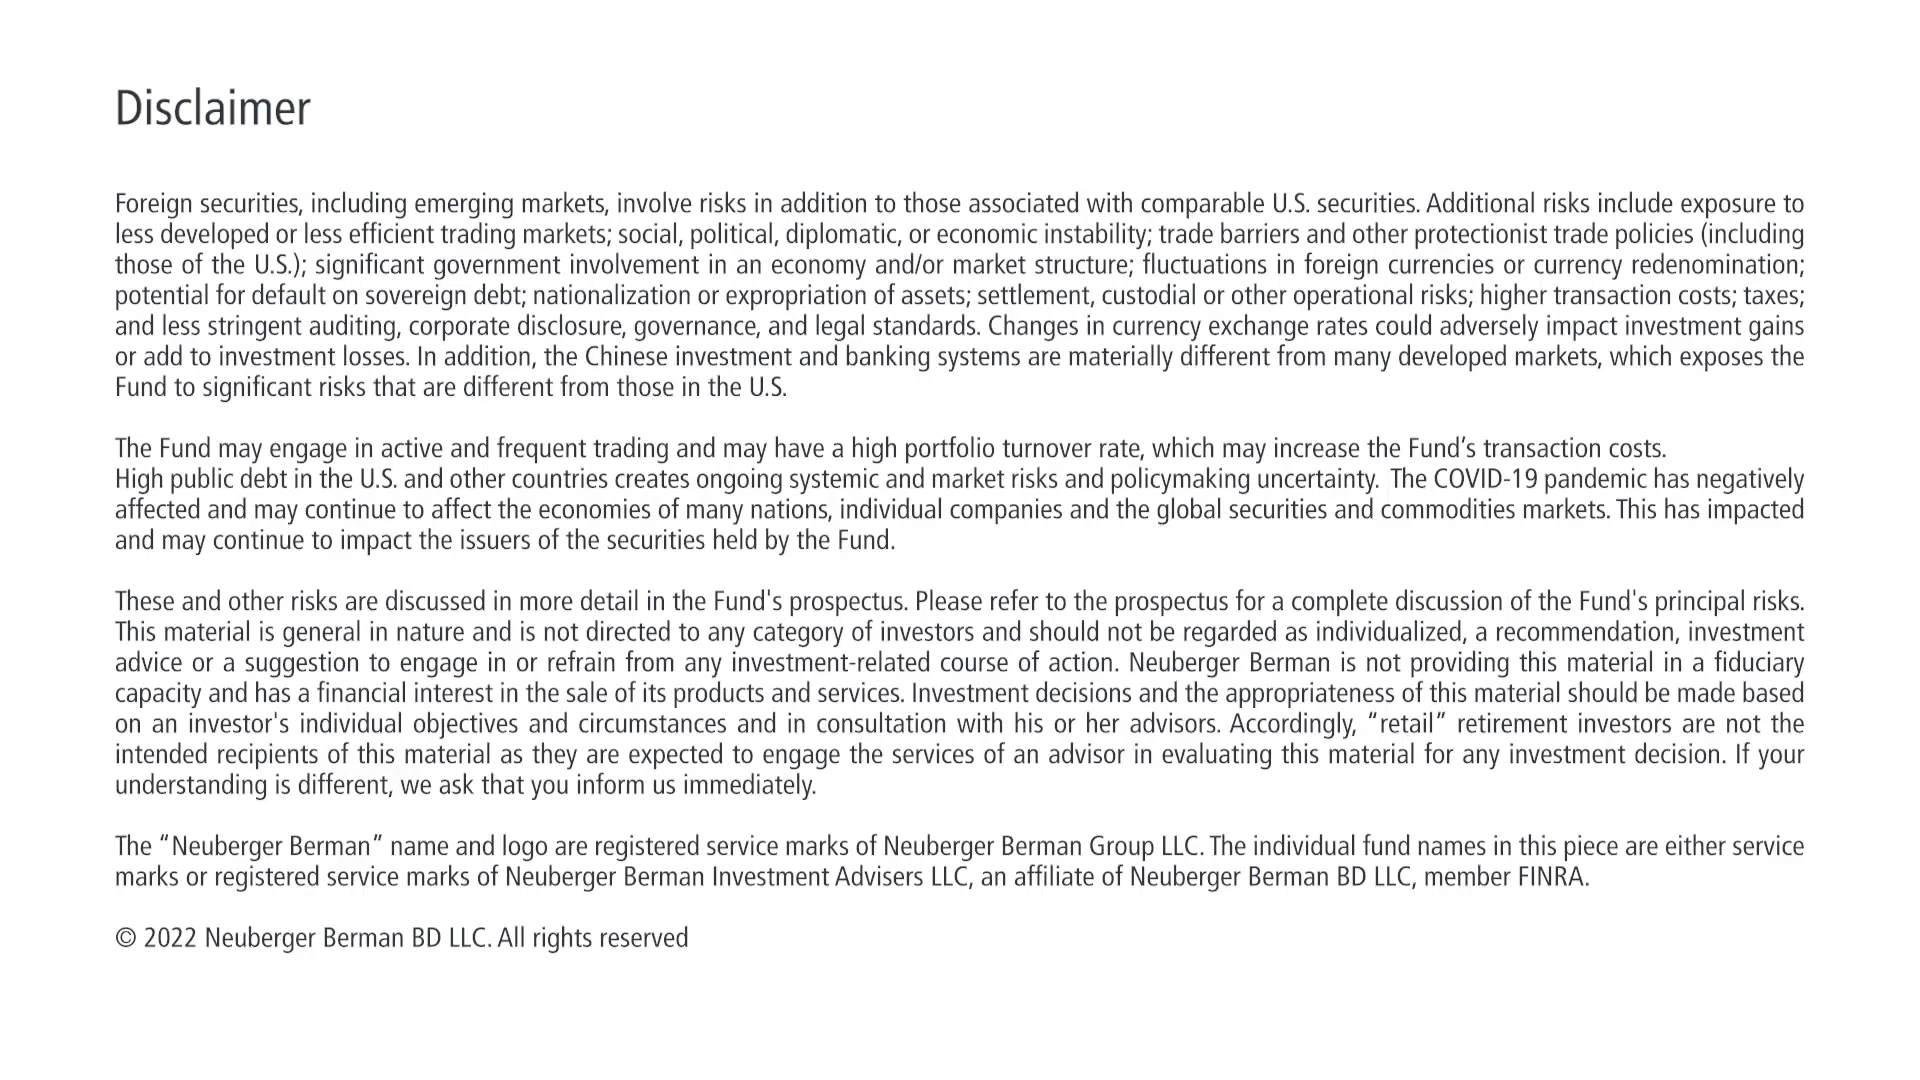 Disclaimer
Foreign securities, including emerging markets, involve risks in addition to those associated with comparable U.S. securities. Additional risks include exposure to
less developed or less efficient trading markets; social, political, diplomatic, or economic instability; trade barriers and other protectionist trade policies (including
those of the U.S.); significant government involvement in an economy and/or market structure; fluctuations in foreign currencies or currency redenomination;
potential for default on sovereign debt; nationalization or expropriation of assets; settlement, custodial or other operational risks; higher transaction costs; taxes;
and less stringent auditing, corporate disclosure, governance, and legal standards. Changes in currency exchange rates could adversely impact investment gains
or add to investment losses. In addition, the Chinese investment and banking systems are materially different from many developed markets, which exposes the
Fund to significant risks that are different from those in the U.S.
The Fund may engage in active and frequent trading and may have a high portfolio turnover rate, which may increase the Fund’s transaction costs.
High public debt in the U.S. and other countries creates ongoing systemic and market risks and policymaking uncertainty. The COVID-19 pandemic has negatively
affected and may continue to affect the economies of many nations, individual companies and the global securities and commodities markets. This has impacted
and may continue to impact the issuers of the securities held by the Fund.
These and other risks are discussed in more detail in the Fund's prospectus. Please refer to the prospectus for a complete discussion of the Fund's principal risks.
This material is general in nature and is not directed to any category of investors and should not be regarded as individualized, a recommendation, investment
advice or a suggestion to engage in or refrain from any investment-related course of action. Neuberger Berman is not providing this material in a fiduciary
capacity and has a financial interest in the sale of its products and services. Investment decisions and the appropriateness of this material should be made based
on an investor's individual objectives and circumstances and in consultation with his or her advisors. Accordingly, “retail” retirement investors are not the
intended recipients of this material as they are expected to engage the services of an advisor in evaluating this material for any investment decision. If your
understanding is different, we ask that you inform us immediately.
The “Neuberger Berman” name and logo are registered service marks of Neuberger Berman Group LLC. The individual fund names in this piece are either service
marks or registered service marks of Neuberger Berman Investment Advisers LLC, an affiliate of Neuberger Berman BD LLC, member FINRA.
© 2022 Neuberger Berman BD LLC. All rights reserved